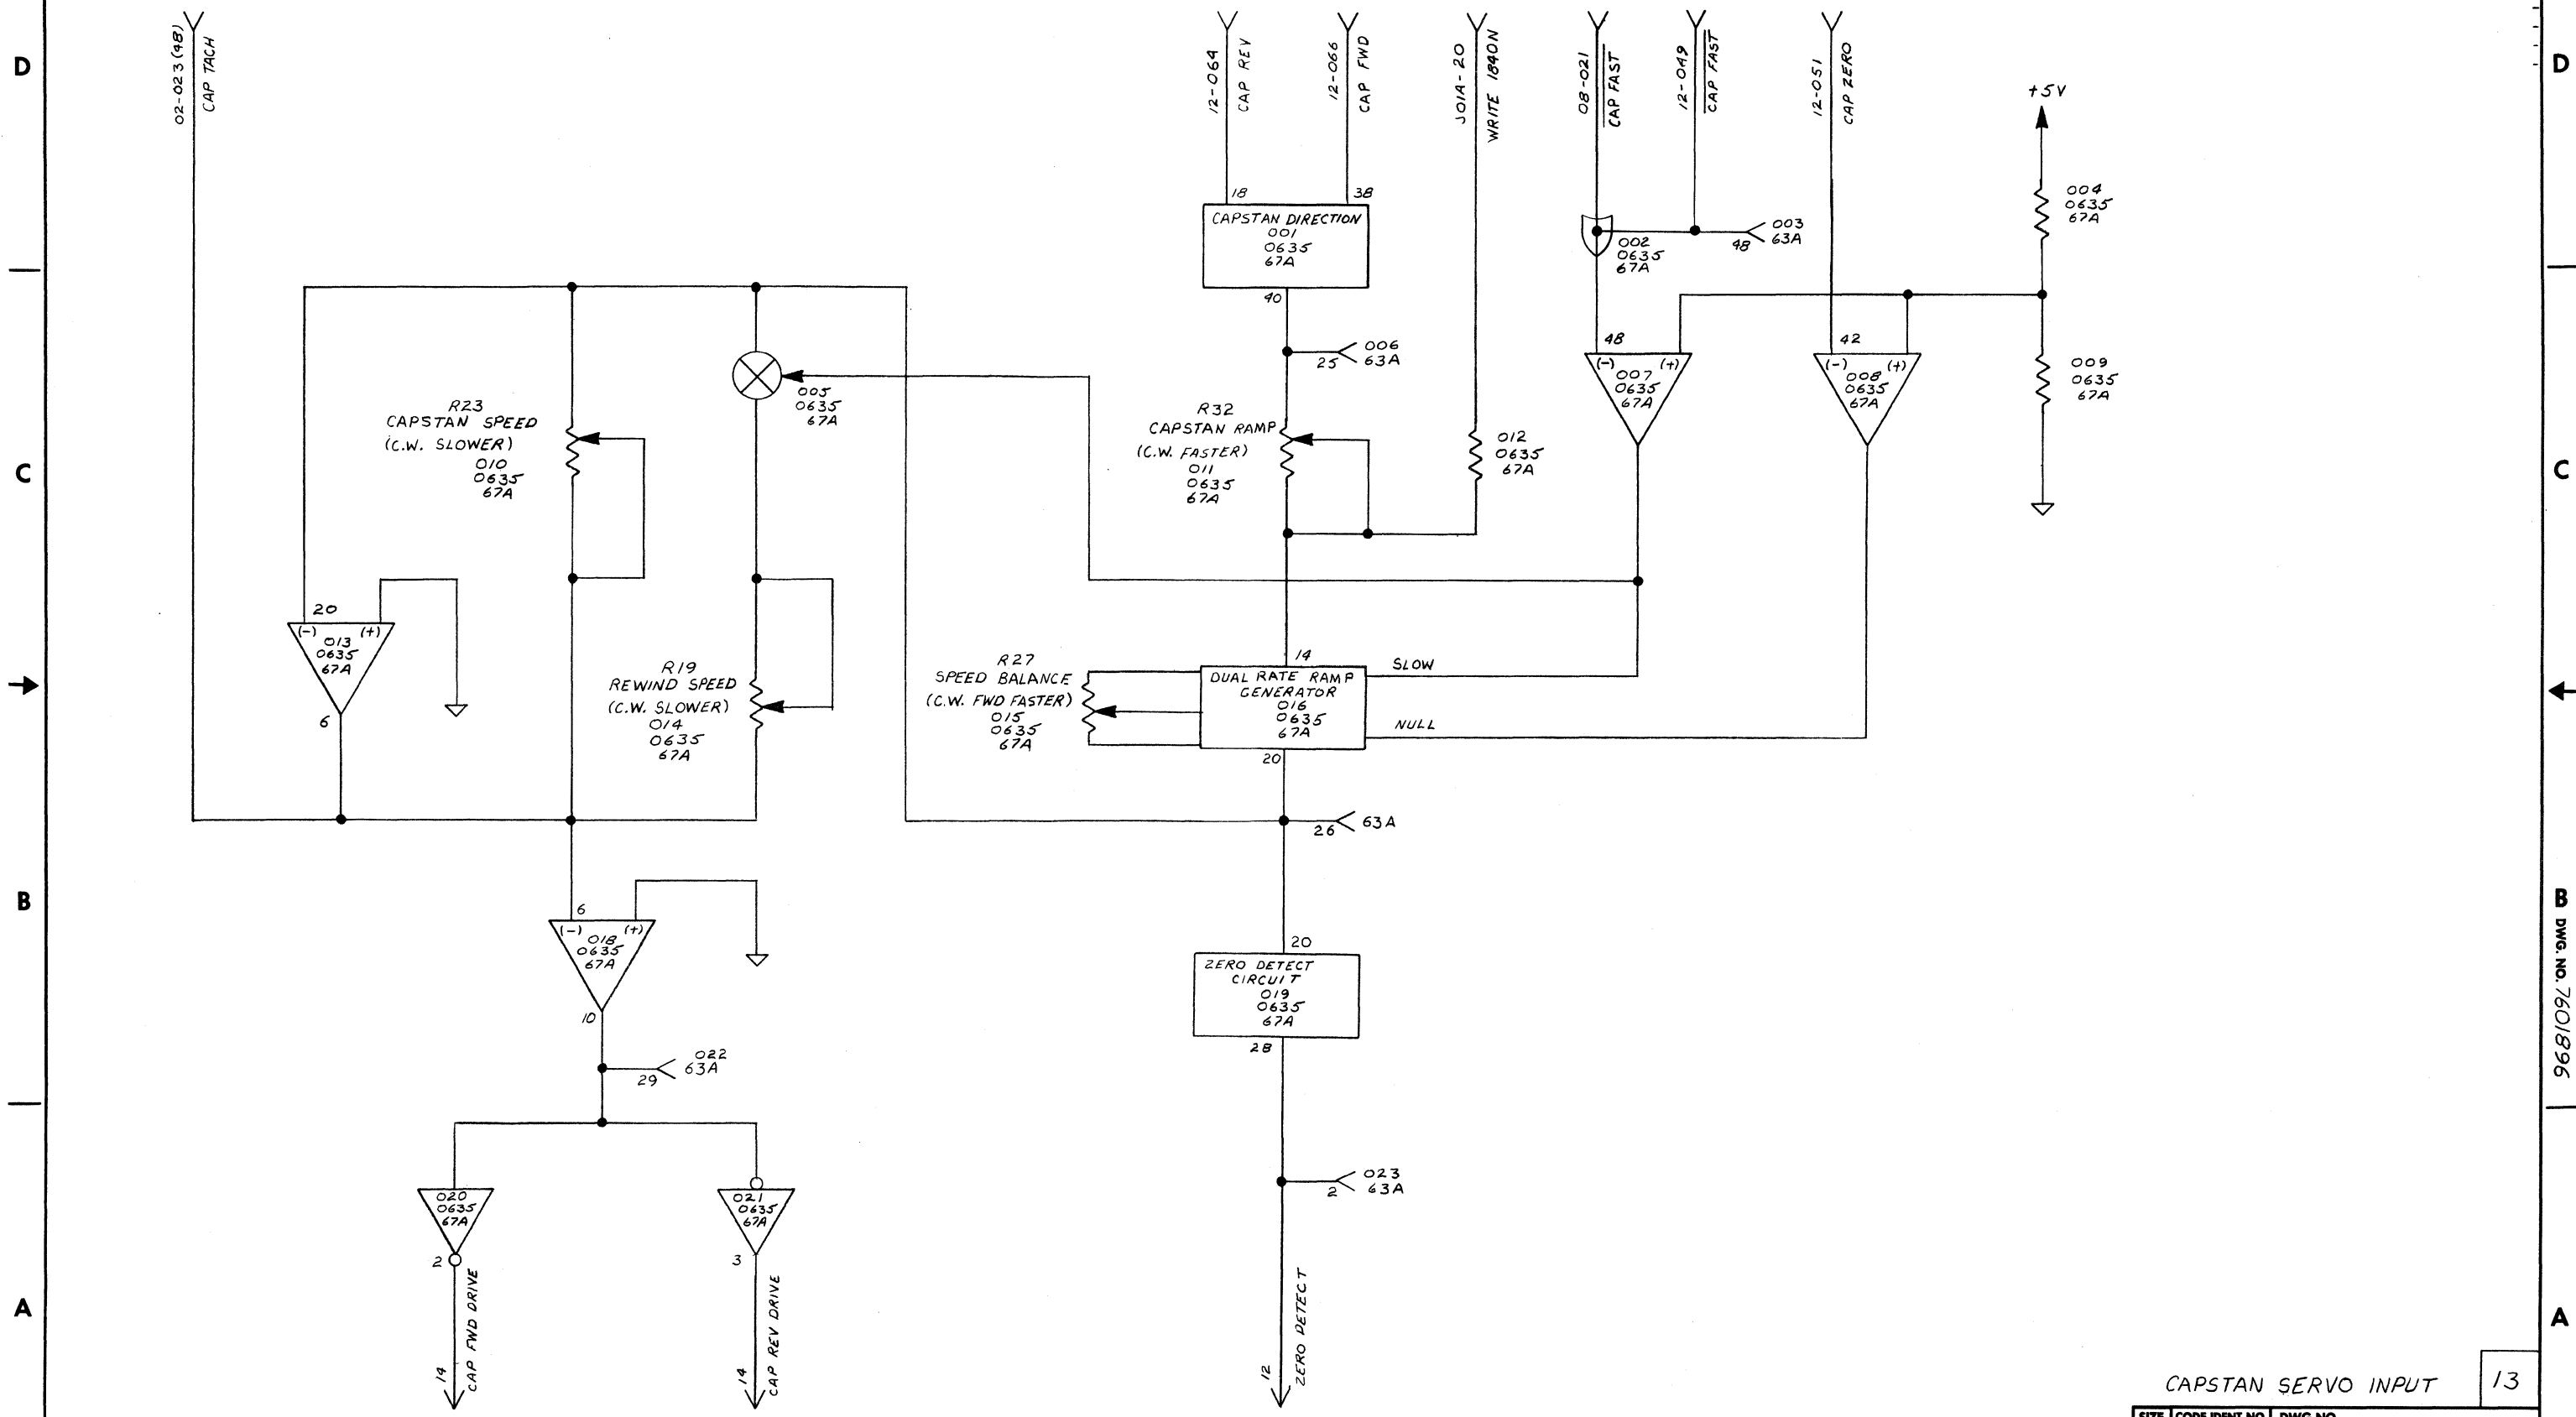 D
D
02-023 (48)
CAP TACH
12-064
CAP REV
12-066
CAP FWD
J01A-20
WRITE 1840N
08-021
CAP FAST
12-049
CAP FAST
12-051
CAP ZERO
+5V
18
38
CAPSTAN DIRECTION
001
0635
67A
40
002
0635
67A
48
003
63A
004
0635
67A
25
006
63A
005
0635
67A
48
(-)
(+)
007
0635
67A
42
(-)
(+)
008
0635
67A
009
0635
67A
C
C
R23
CAPSTAN SPEED
(C.W. SLOWER)
010
0635
67A
R32
CAPSTAN RAMP
(C.W. FASTER)
011
0635
67A
012
0635
67A
20
(-)
(+)
013
0635
67A
6
R19
REWIND SPEED
(C.W. SLOWER)
014
0635
67A
R27
SPEED BALANCE
(C.W. FWD FASTER)
015
0635
67A
14
DUAL RATE RAMP
GENERATOR
016
0635
67A
20
SLOW
NULL
26
63A
B
B
DWG. NO. 7601896
6
(-)
(+)
018
0635
67A
10
20
ZERO DETECT
CIRCUIT
019
0635
67A
28
29
022
63A
020
0635
67A
2
021
0635
67A
3
2
023
63A
A
A
14
CAP FWD DRIVE
14
CAP REV DRIVE
12
ZERO DETECT
CAPSTAN SERVO INPUT
13
SIZE
CODE IDENT NO.
DWG NO.